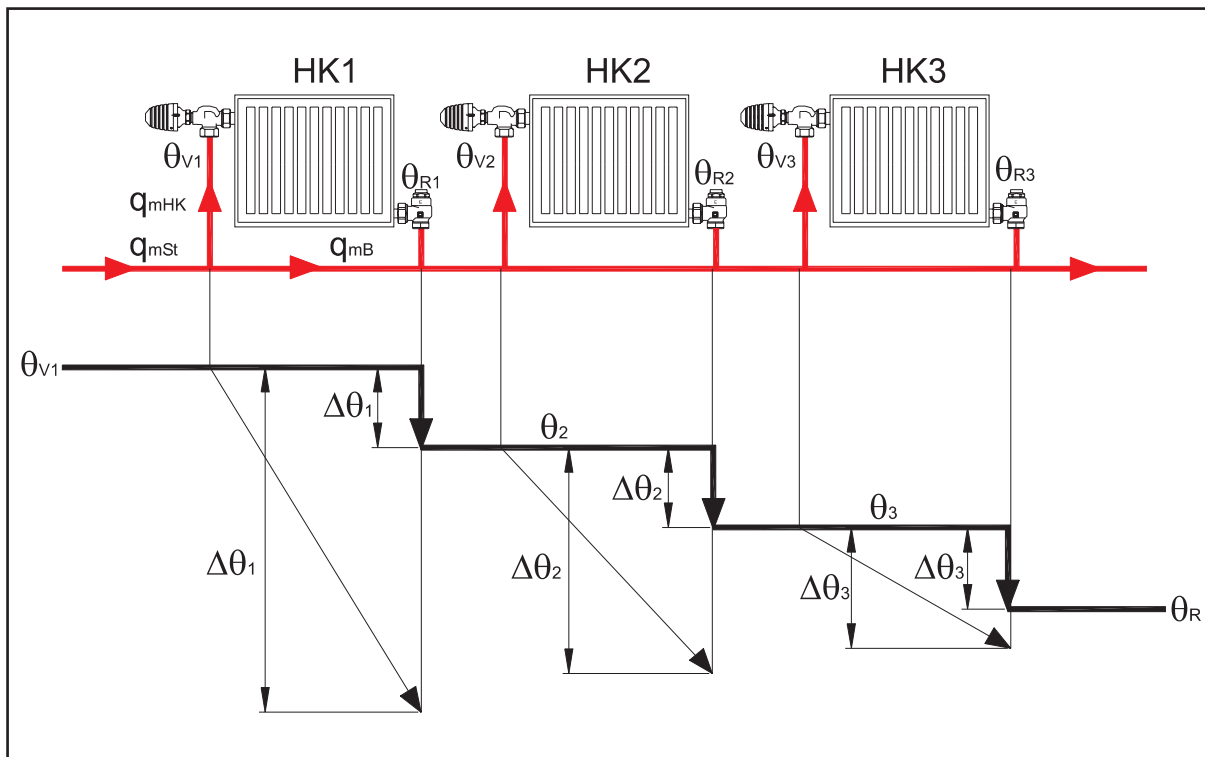 HK1 HK2 HK3
θV1 θR1 θV2 θR2 θV3 θR3
qmHK
qmSt qmB
θV1
Δθ1 θ2
Δθ2 θ3
Δθ1 Δθ2 Δθ3 Δθ3
θR